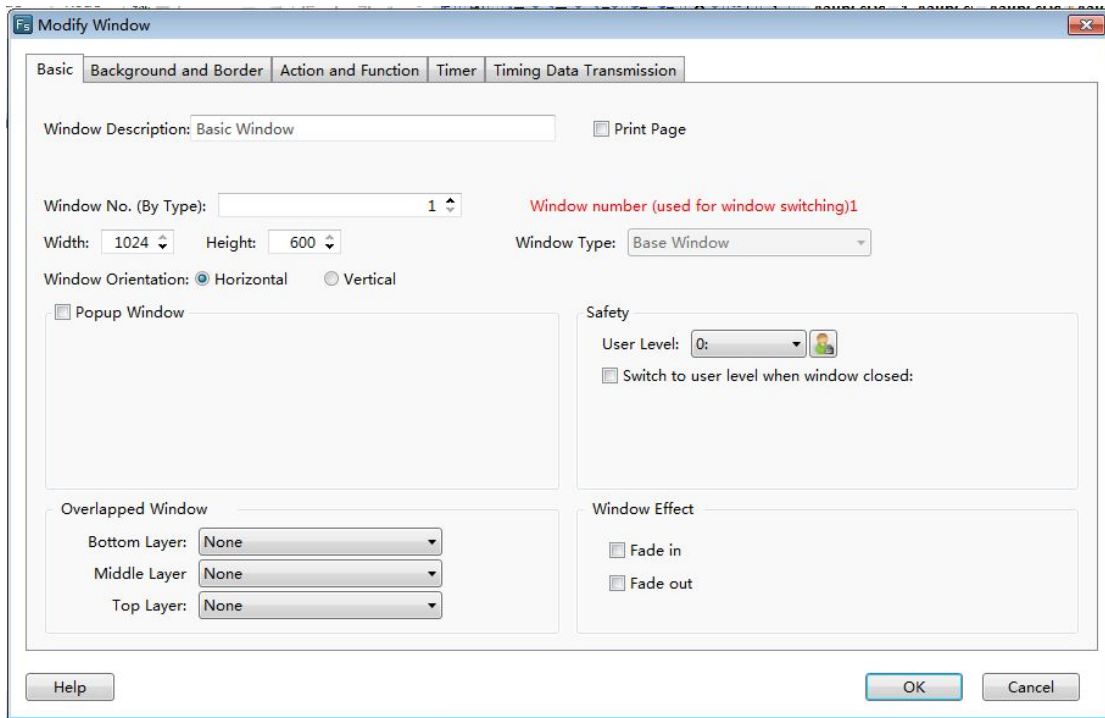 Fs Modify Window
Basic Background and Border Action and Function Timer Timing Data Transmission
Window Description: Basic Window Print Page
Window No. (By Type): 1 Window number (used for window switching)1
Width: 1024 Height: 600 Window Type: Base Window
Window Orientation: Horizontal Vertical
Popup Window
Safety
User Level: 0:
Switch to user level when window closed:
Overlapped Window
Bottom Layer: None
Middle Layer None
Top Layer: None
Window Effect
Fade in
Fade out
Help OK Cancel